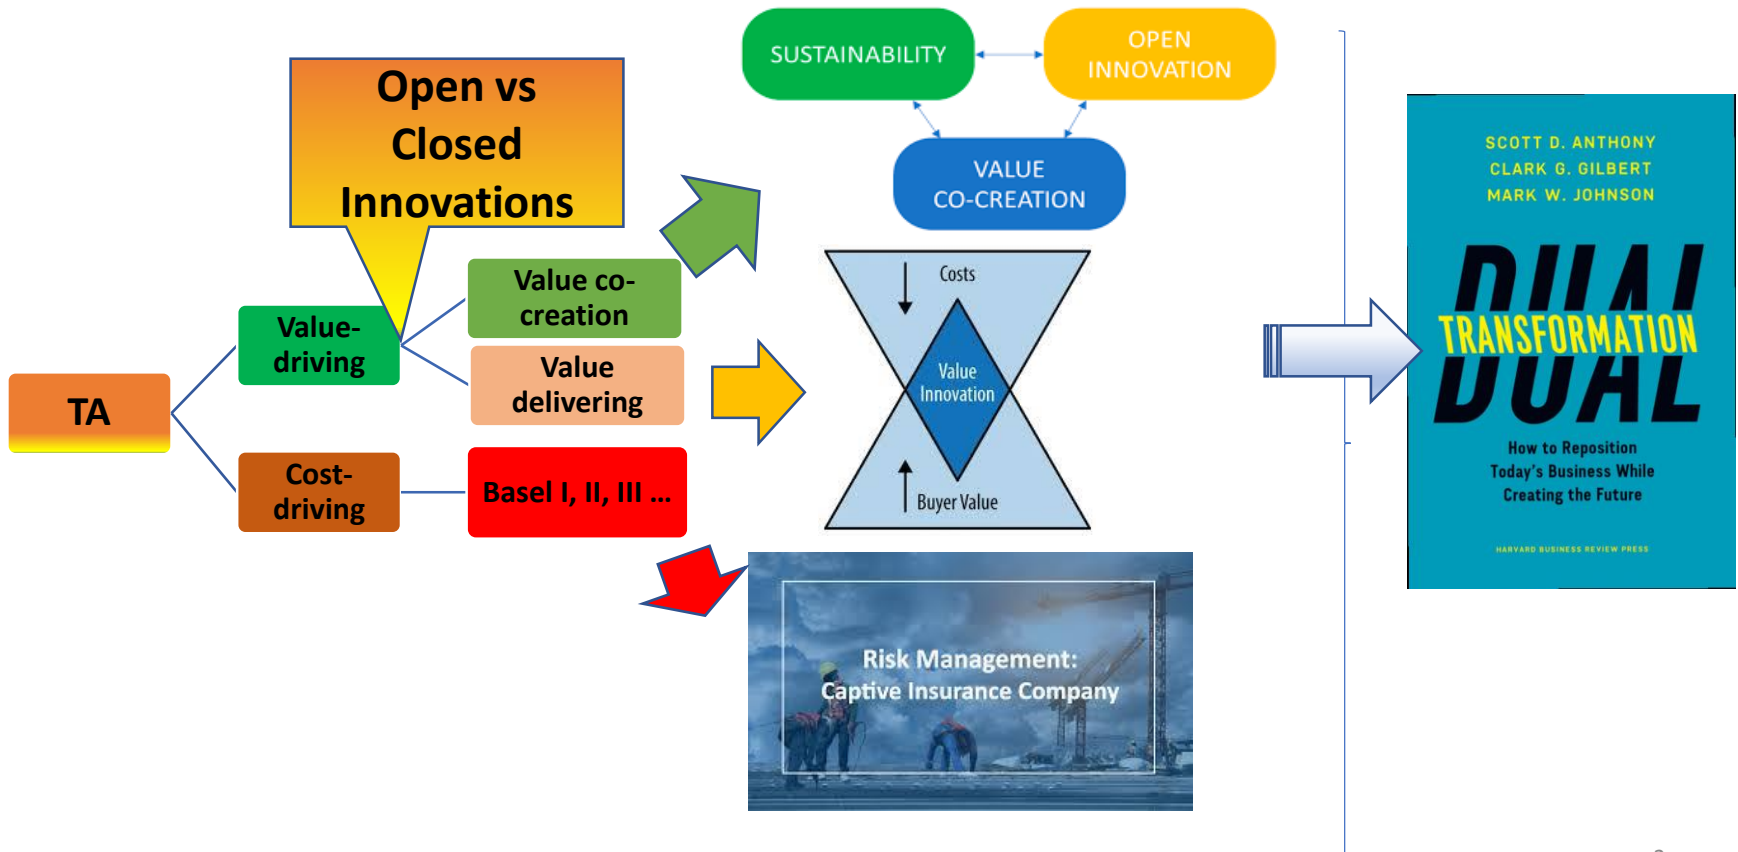 Open vs
Closed
Innovations
TA
Value-
driving
Cost-
driving
Value co-
creation
Value
delivering
Basel I, II, III ...
SUSTAINABILITY
OPEN
INNOVATION
VALUE
CO-CREATION
Costs
Value
Innovation
Buyer Value
Risk Management:
Captive Insurance Company
SCOTT D. ANTHONY
CLARK G. GILBERT
MARK W. JOHNSON
DUAL
TRANSFORMATION
DUAL
How to Reposition
Today's Business While
Creating the Future
HARVARD BUSINESS REVIEW PRESS